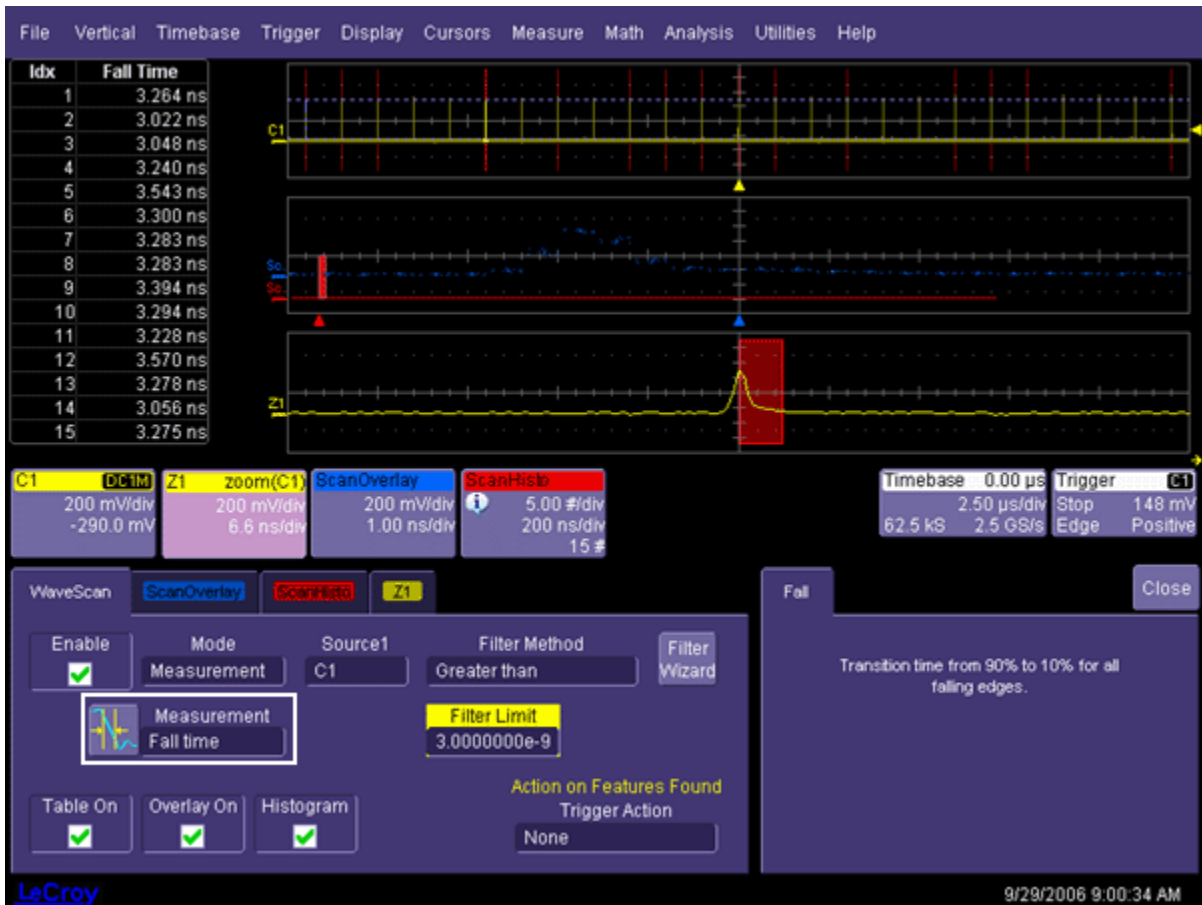 File Vertical Timebase Trigger Display Cursors Measure Math Analysis Utilities Help
Idx Fall Time
1 3.264 ns
2 3.022 ns
3 3.048 ns
4 3.240 ns
5 3.543 ns
6 3.300 ns
7 3.283 ns
8 3.283 ns
9 3.394 ns
10 3.294 ns
11 3.228 ns
12 3.570 ns
13 3.278 ns
14 3.056 ns
15 3.275 ns
C1
Sc...
Sc...
Z1
C1 DC1M
200 mV/div
-290.0 mV
Z1 zoom(C1)
200 mV/div
6.6 ns/div
ScanOverlay
200 mV/div
1.00 ns/div
ScanHisto
5.00 #/div
200 ns/div
15 #
Timebase 0.00 µs
2.50 µs/div
62.5 kS 2.5 GS/s
Trigger C1
Stop 148 mV
Edge Positive
WaveScan ScanOverlay ScanHisto Z1
Enable
Mode
Measurement
Source1
C1
Filter Method
Greater than
Filter Wizard
Measurement
Fall time
Filter Limit
3.0000000e-9
Action on Features Found
Trigger Action
None
Table On Overlay On Histogram
Fall
Close
Transition time from 90% to 10% for all
falling edges.
LeCroy
9/29/2006 9:00:34 AM